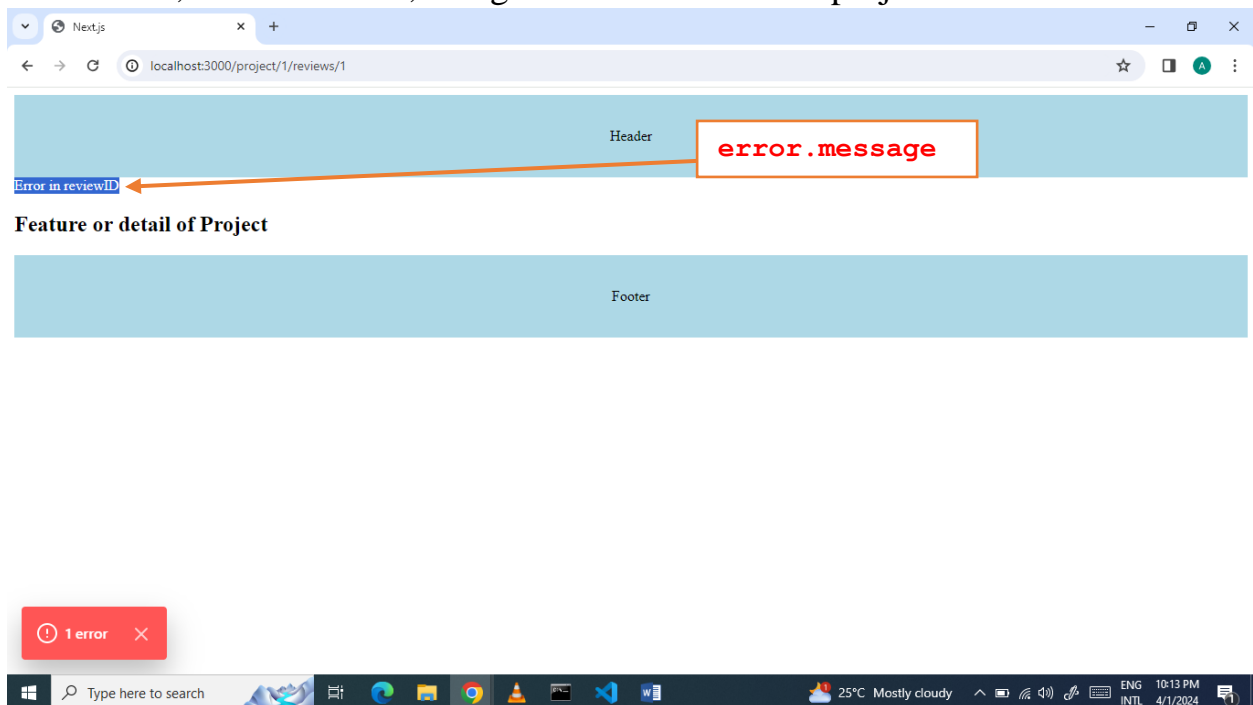 Next.js
localhost:3000/project/1/reviews/1
A
Header
error.message
Error in reviewID
Feature or detail of Project
Footer
1 error
Type here to search
25°C Mostly cloudy
ENG
INTL
10:13 PM
4/1/2024
1